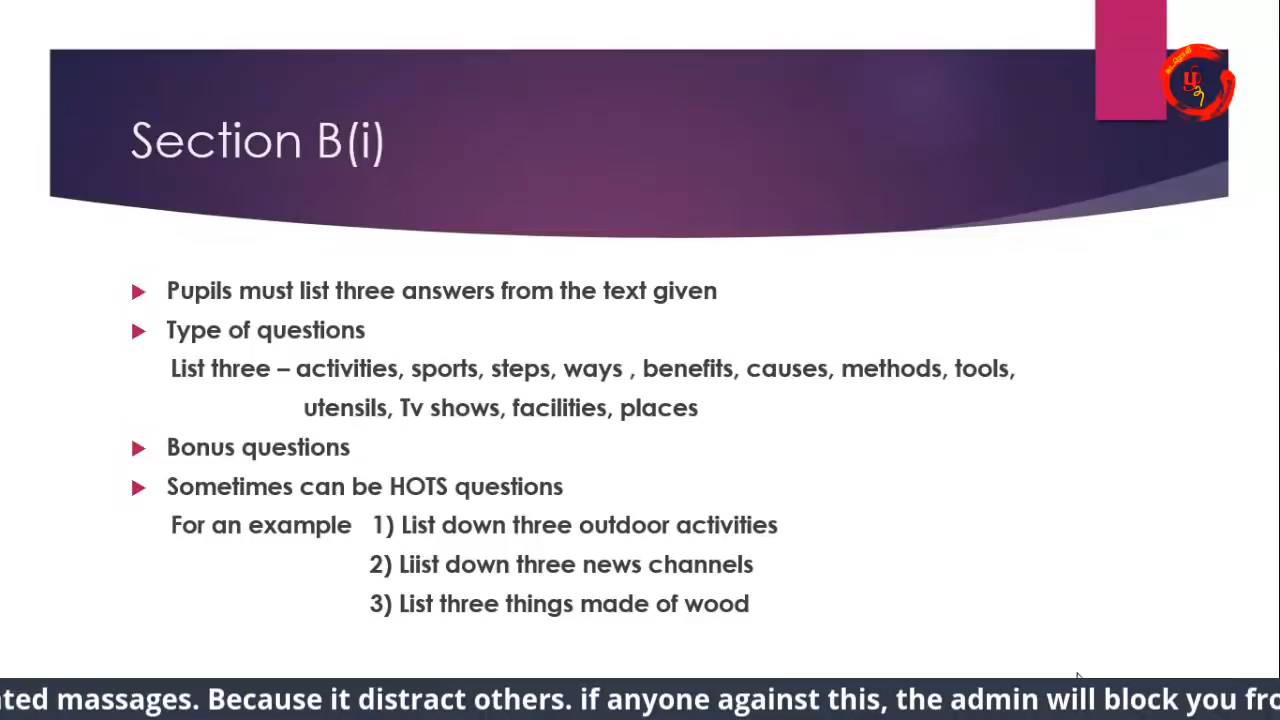 Section B(i)
Pupils must list three answers from the text given
Type of questions
List three – activities, sports, steps, ways , benefits, causes, methods, tools,
utensils, Tv shows, facilities, places
Bonus questions
Sometimes can be HOTS questions
For an example 1) List down three outdoor activities
2) Liist down three news channels
3) List three things made of wood
massages. Because it distract others. if anyone against this, the admin will block you